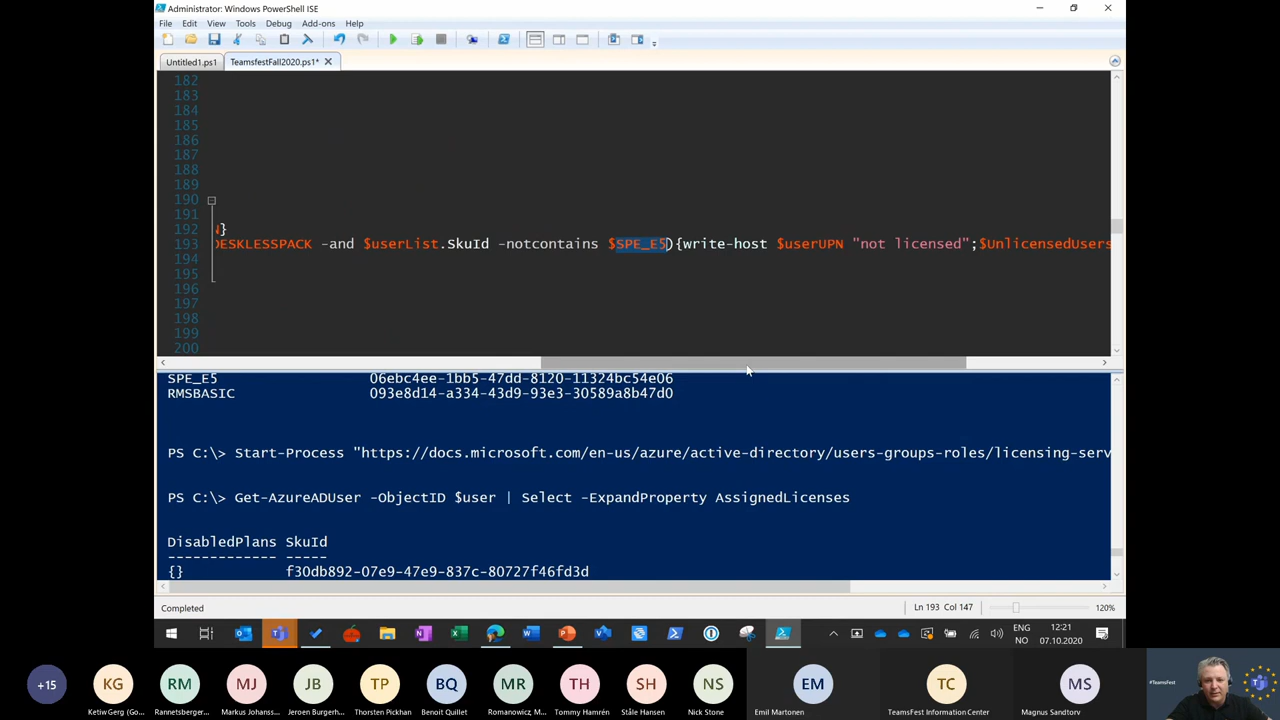 Administrator: Windows PowerShell ISE
File Edit View Tools Debug Add-ons Help
Untitled1.ps1 TeamsfestFall2020.ps1*
182
183
184
185
186
187
188
189
190
191
192 }
193 DESKLESSPACK -and $userList.SkuId -notcontains $SPE_E5){write-host $userUPN "not licensed";$UnlicensedUsers
194
195
196
197
198
199
200
SPE_E5 06ebc4ee-1bb5-47dd-8120-11324bc54e06
RMSBASIC 093e8d14-a334-43d9-93e3-30589a8b47d0
PS C:\> Start-Process "https://docs.microsoft.com/en-us/azure/active-directory/users-groups-roles/licensing-serv
PS C:\> Get-AzureADUser -ObjectID $user | Select -ExpandProperty AssignedLicenses
DisabledPlans SkuId
------------- -----
{} f30db892-07e9-47e9-837c-80727f46fd3d
Completed Ln 193 Col 147 120%
ENG 12:21
NO 07.10.2020
+15 KG RM MJ JB TP BQ MR TH SH NS EM TC MS #TeamsFest
Ketiw Gerg (Go... Rannetsberger... Markus Johans... Jeroen Burgerh... Thorsten Pickhan Benoit Quillet Romanowicz, M... Tommy Hamrén Ståle Hansen Nick Stone Emil Martonen TeamsFest Information Center Magnus Sandtorv